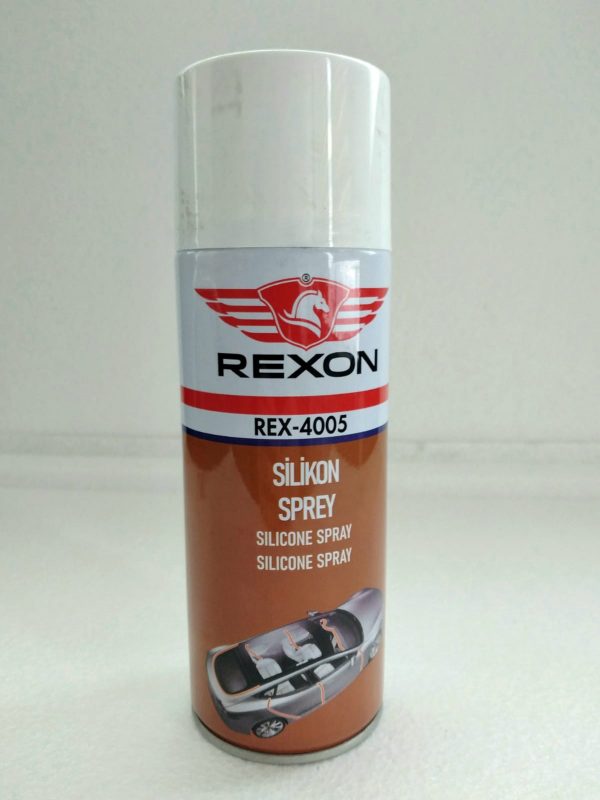 REXON
REX-4005
SİLİKON
SPREY
SILICONE SPRAY
SILICONE SPRAY